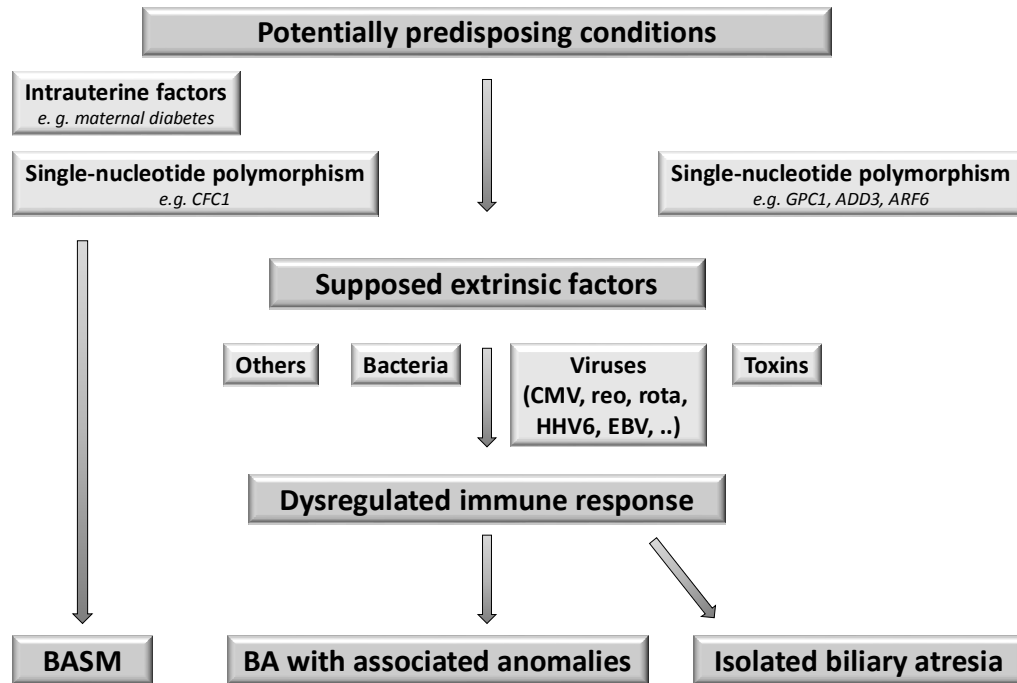 Potentially predisposing conditions
Intrauterine factors
e. g. maternal diabetes
Single-nucleotide polymorphism
e.g. CFC1
Single-nucleotide polymorphism
e.g. GPC1, ADD3, ARF6
Supposed extrinsic factors
Others
Bacteria
Viruses
(CMV, reo, rota,
HHV6, EBV, ..)
Toxins
Dysregulated immune response
BASM
BA with associated anomalies
Isolated biliary atresia